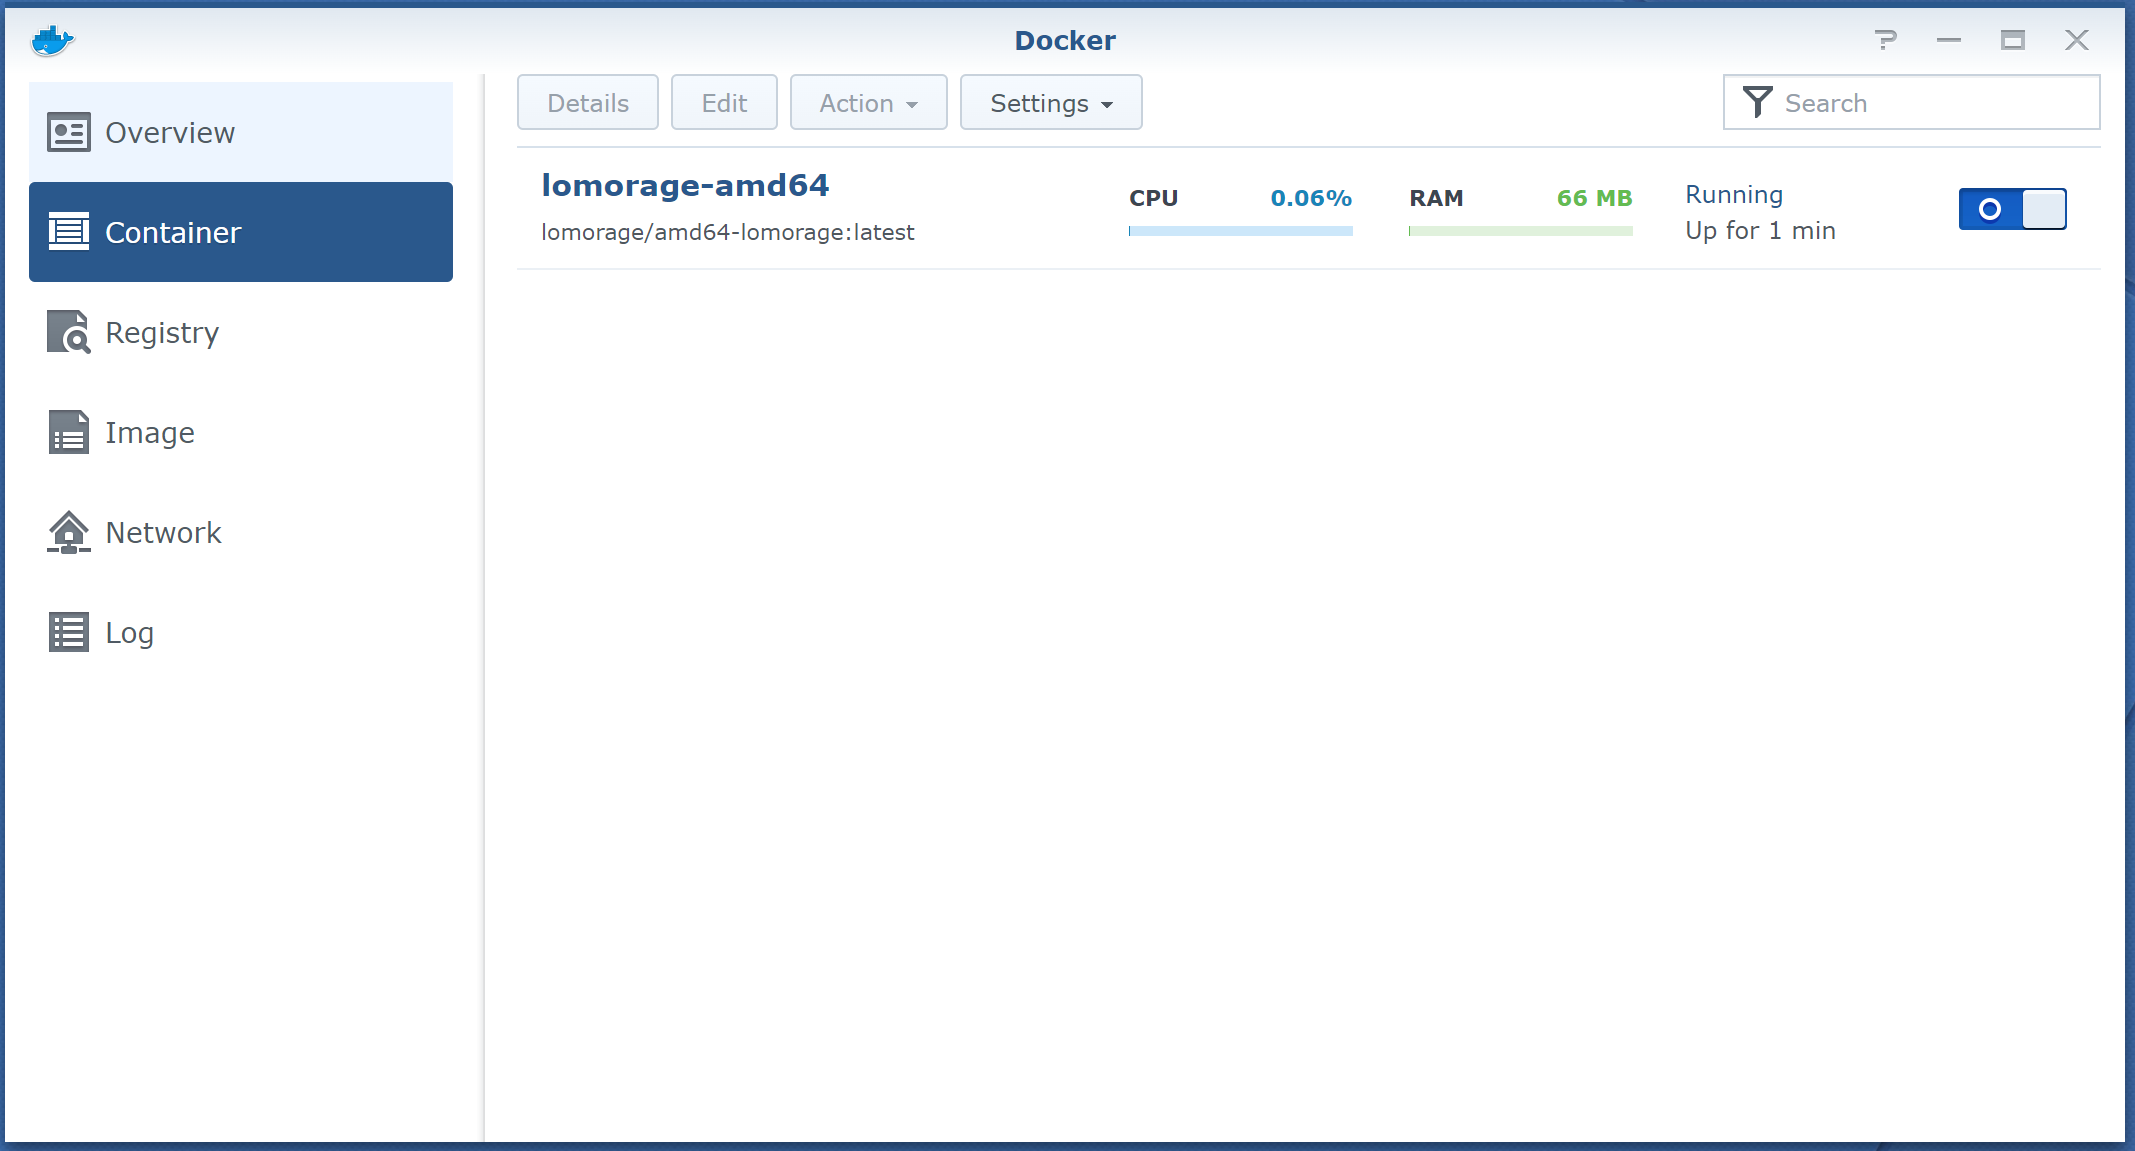 Docker
Overview
Container
Registry
Image
Network
Log
Details Edit Action Settings Search
lomorage-amd64
lomorage/amd64-lomorage:latest
CPU 0.06%
RAM 66 MB
Running
Up for 1 min